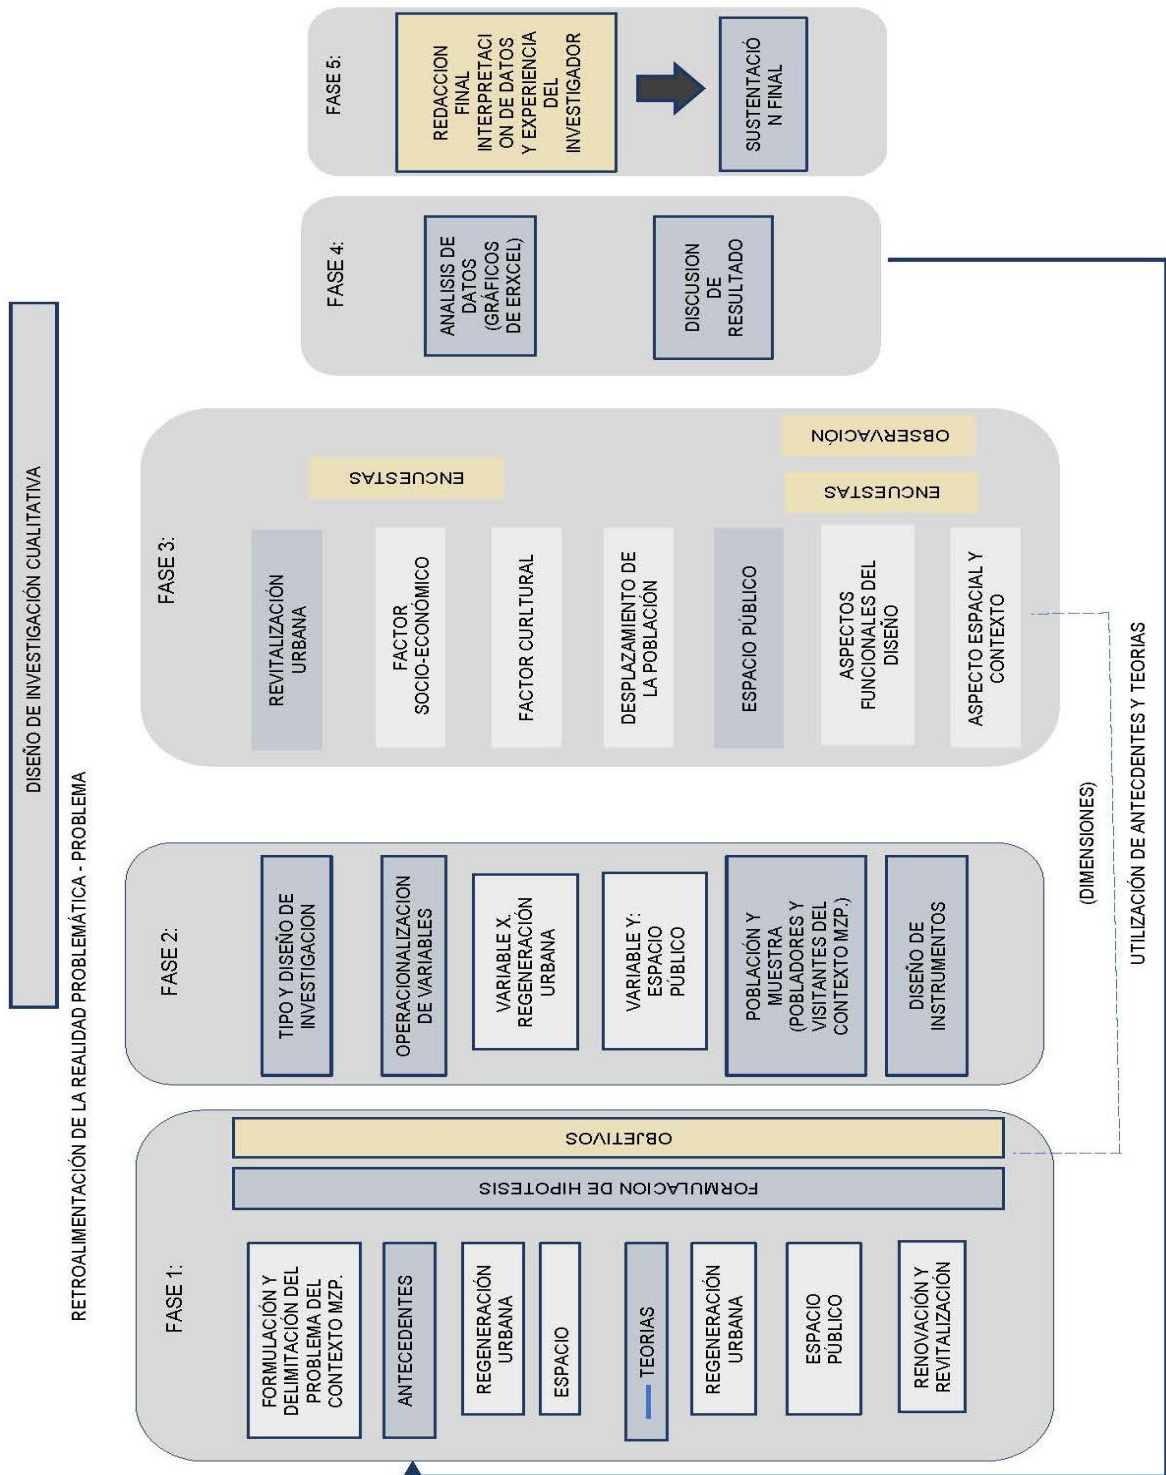 DISEÑO DE INVESTIGACIÓN CUALITATIVA
RETROALIMENTACIÓN DE LA REALIDAD PROBLEMÁTICA - PROBLEMA
FASE 1:
FORMULACIÓN Y
DELIMITACIÓN DEL
PROBLEMA DEL
CONTEXTO MZP.
ANTECEDENTES
REGENERACIÓN
URBANA
ESPACIO
TEORIAS
REGENERACIÓN
URBANA
ESPACIO
PÚBLICO
RENOVACIÓN Y
REVITALIZACIÓN
FORMULACION DE HIPOTESIS
OBJETIVOS
FASE 2:
TIPO Y DISEÑO DE
INVESTIGACION
OPERACIONALIZACION
DE VARIABLES
VARIABLE X.
REGENERACIÓN
URBANA
VARIABLE Y:
ESPACIO
PÚBLICO
POBLACIÓN Y
MUESTRA
(POBLADORES Y
VISITANTES DEL
CONTEXTO MZP.)
DISEÑO DE
INSTRUMENTOS
FASE 3:
REVITALIZACIÓN
URBANA
FACTOR
SOCIO-ECONÓMICO
FACTOR CURLTURAL
DESPLAZAMIENTO DE
LA POBLACIÓN
ESPACIO PÚBLICO
ASPECTOS
FUNCIONALES DEL
DISEÑO
ASPECTO ESPACIAL Y
CONTEXTO
ENCUESTAS
ENCUESTAS
OBSERVACIÓN
FASE 4:
ANALISIS DE
DATOS
(GRÁFICOS
DE ERXCEL)
DISCUSION
DE
RESULTADO
FASE 5:
REDACCION
FINAL
INTERPRETACI
ON DE DATOS
Y EXPERIENCIA
DEL
INVESTIGADOR
SUSTENTACIÓ
N FINAL
(DIMENSIONES)
UTILIZACIÓN DE ANTECDENTES Y TEORIAS